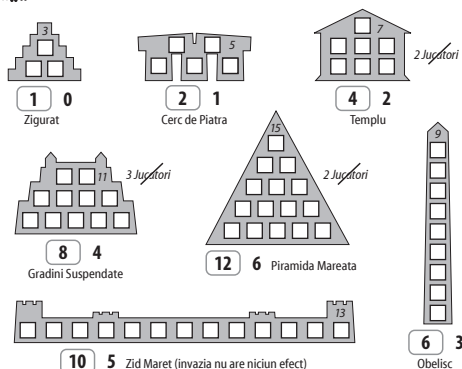 3
1 0
Zigurat
5
2 1
Cerc de Piatra
7
2 Jucatori
4 2
Templu
11
3 Jucatori
8 4
Gradini Suspendate
15
2 Jucatori
12 6 Piramida Mareata
9
6 3
Obelisc
13
10 5 Zid Maret (invazia nu are niciun efect)